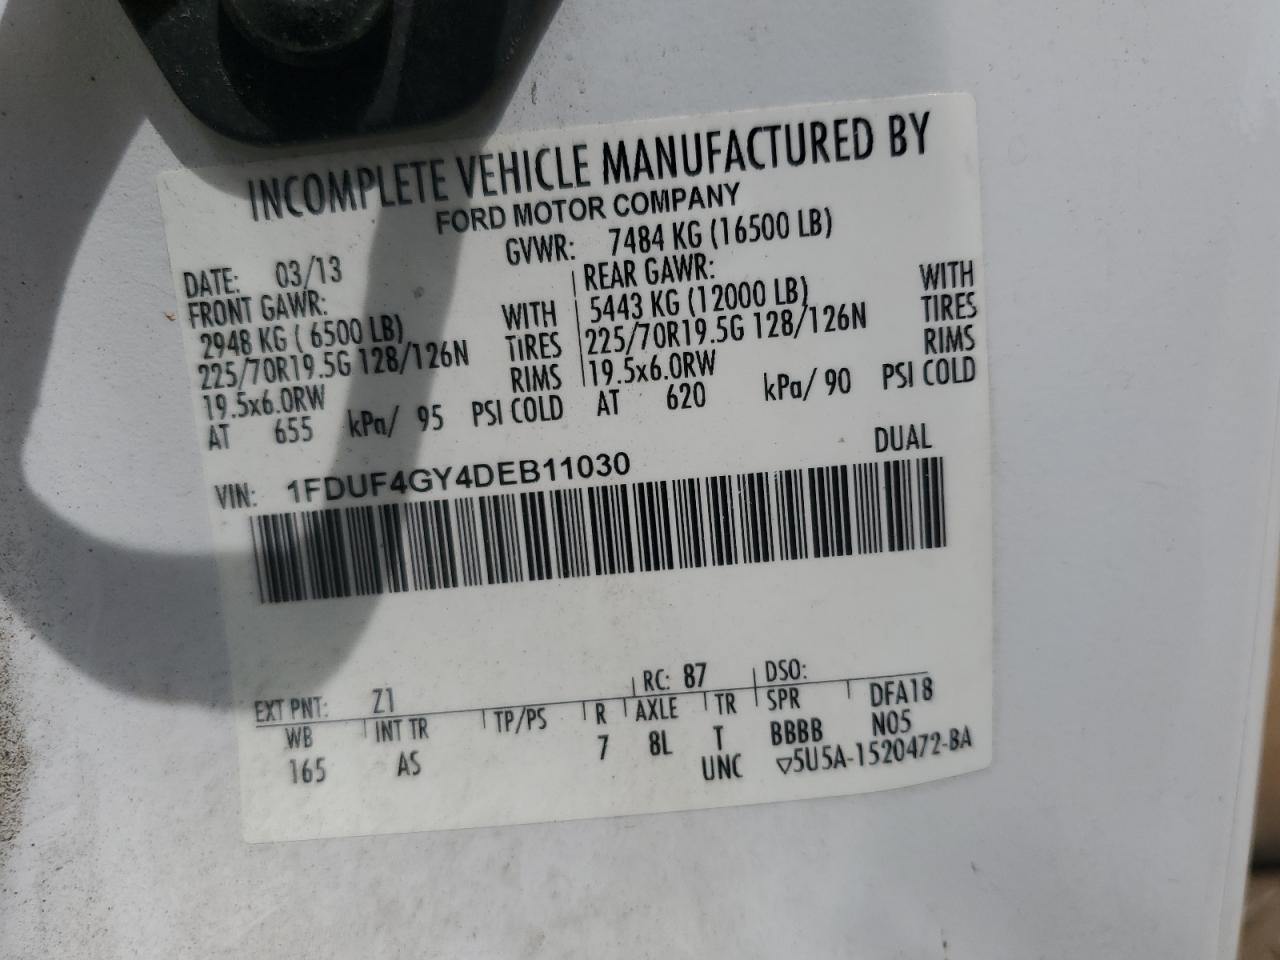 INCOMPLETE VEHICLE MANUFACTURED BY
FORD MOTOR COMPANY
DATE: 03/13 GVWR: 7484 KG (16500 LB)
FRONT GAWR: REAR GAWR:
2948 KG ( 6500 LB) WITH 5443 KG (12000 LB) WITH
225/70R19.5G 128/126N TIRES 225/70R19.5G 128/126N TIRES
19.5x6.0RW RIMS 19.5x6.0RW RIMS
AT 655 kPa/ 95 PSI COLD AT 620 kPa/ 90 PSI COLD
DUAL
VIN: 1FDUF4GY4DEB11030
EXT PNT: Z1 RC: 87 DSO:
WB INT TR TP/PS R AXLE TR SPR DFA18
165 AS 7 8L T BBBB N05
UNC ▽5U5A-1520472-BA